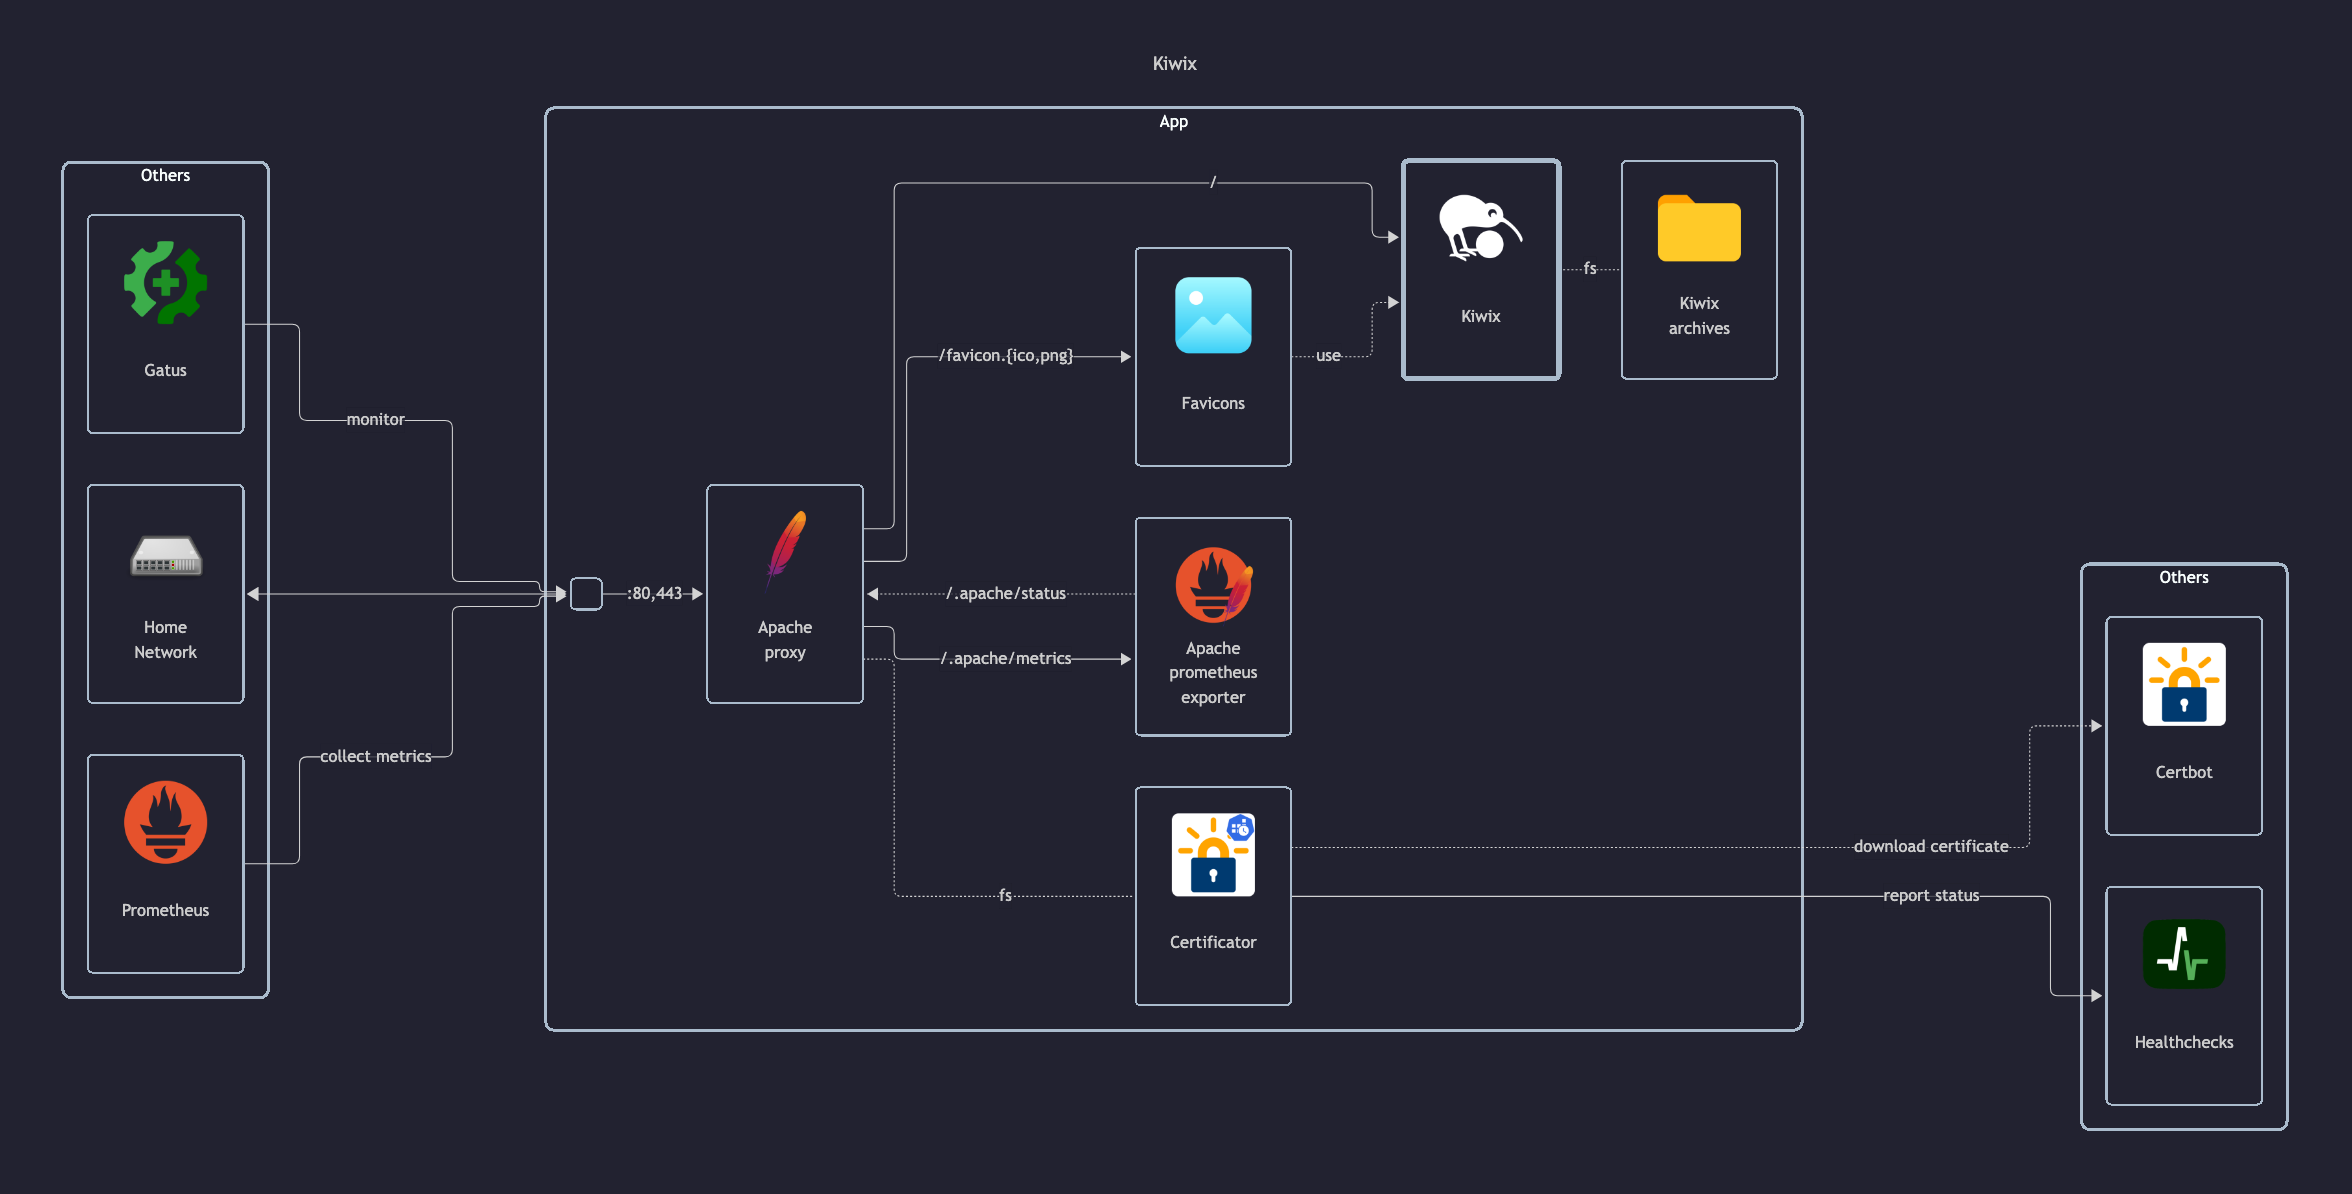 Kiwix
App
Others
Gatus
monitor
Home
Network
collect metrics
Prometheus
:80,443
Apache
proxy
/
/favicon.{ico,png}
Favicons
use
Kiwix
fs
Kiwix
archives
/.apache/status
/.apache/metrics
Apache
prometheus
exporter
fs
Certificator
download certificate
report status
Others
Certbot
Healthchecks